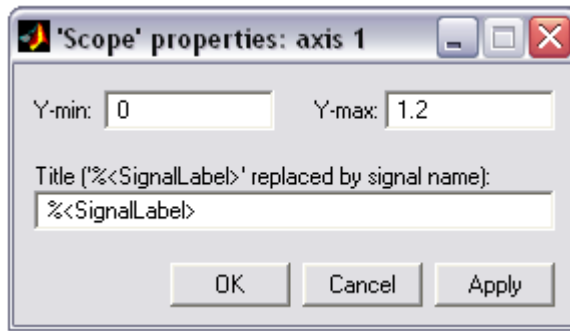 'Scope' properties: axis 1
Y-min: 0 Y-max: 1.2
Title ('%<SignalLabel>' replaced by signal name):
%<SignalLabel>
OK Cancel Apply